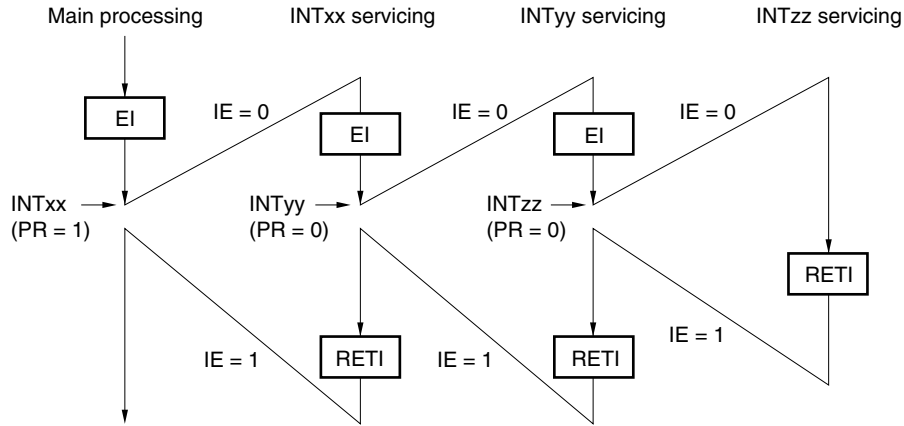 Main processing
INTxx servicing
INTyy servicing
INTzz servicing
EI
IE = 0
EI
IE = 0
EI
IE = 0
INTxx
(PR = 1)
INTyy
(PR = 0)
INTzz
(PR = 0)
RETI
IE = 1
RETI
IE = 1
RETI
IE = 1